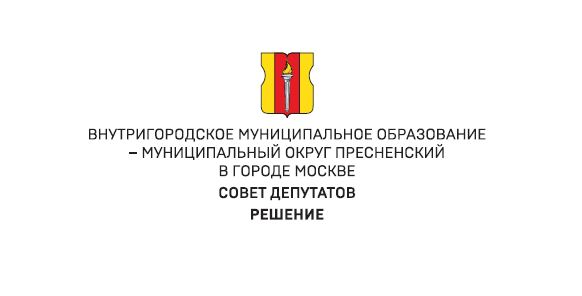 ВНУТРИГОРОДСКОЕ МУНИЦИПАЛЬНОЕ ОБРАЗОВАНИЕ
– МУНИЦИПАЛЬНЫЙ ОКРУГ ПРЕСНЕНСКИЙ
В ГОРОДЕ МОСКВЕ
СОВЕТ ДЕПУТАТОВ
РЕШЕНИЕ